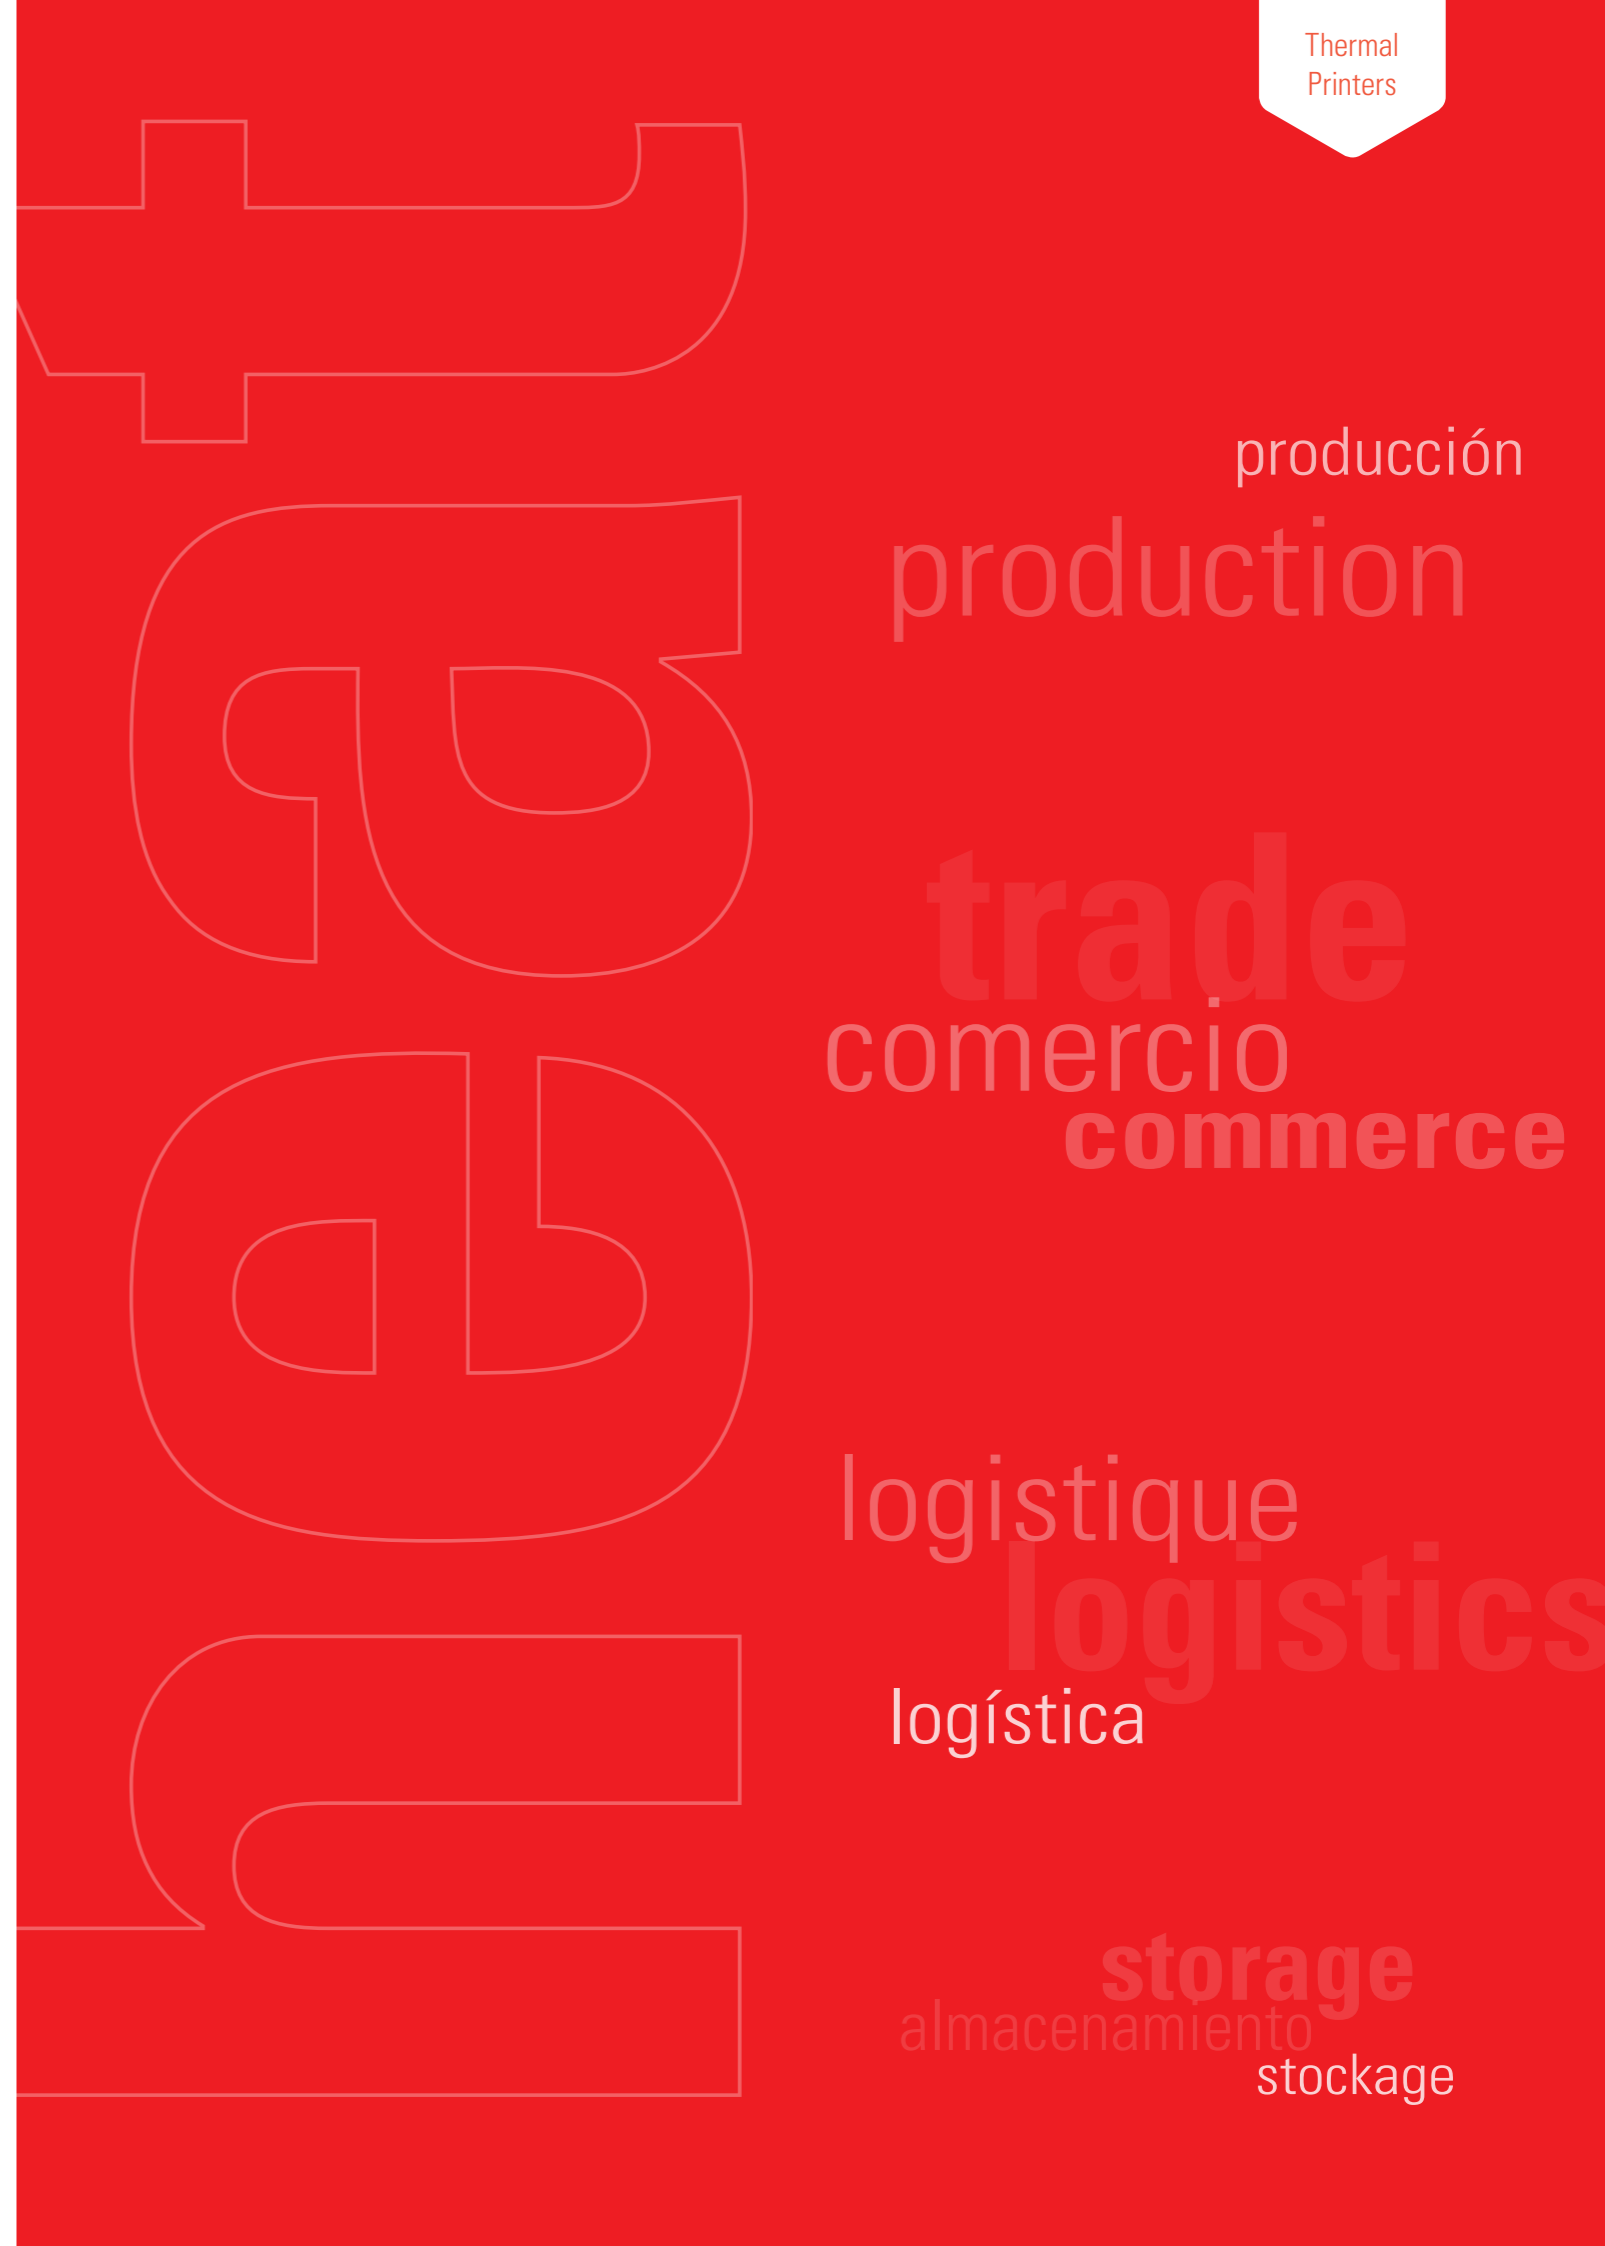 Thermal
Printers
heat
producción
production
trade
comercio
commerce
logistique
logistics
logística
storage
almacenamiento
stockage